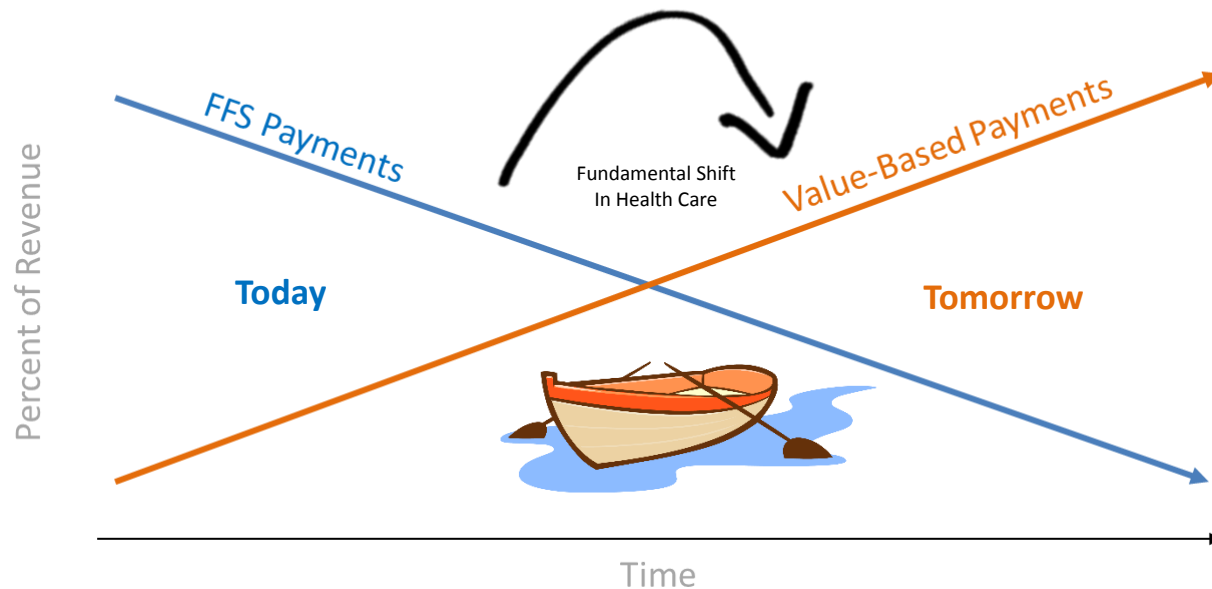 FFS Payments
Value-Based Payments
Fundamental Shift
In Health Care
Today
Tomorrow
Percent of Revenue
Time